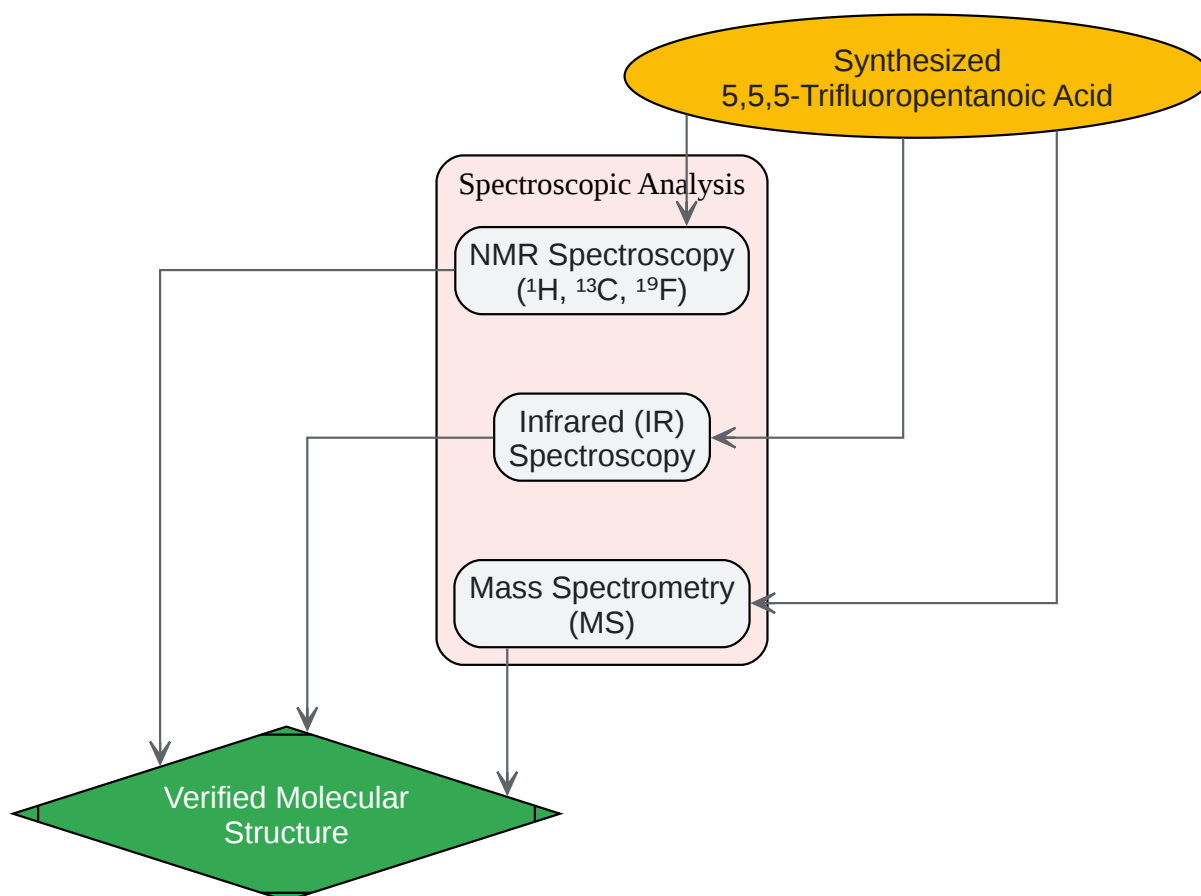 Synthesized
5,5,5-Trifluoropentanoic Acid
Spectroscopic Analysis
NMR Spectroscopy
(¹H, ¹³C, ¹⁹F)
Infrared (IR)
Spectroscopy
Mass Spectrometry
(MS)
Verified Molecular
Structure